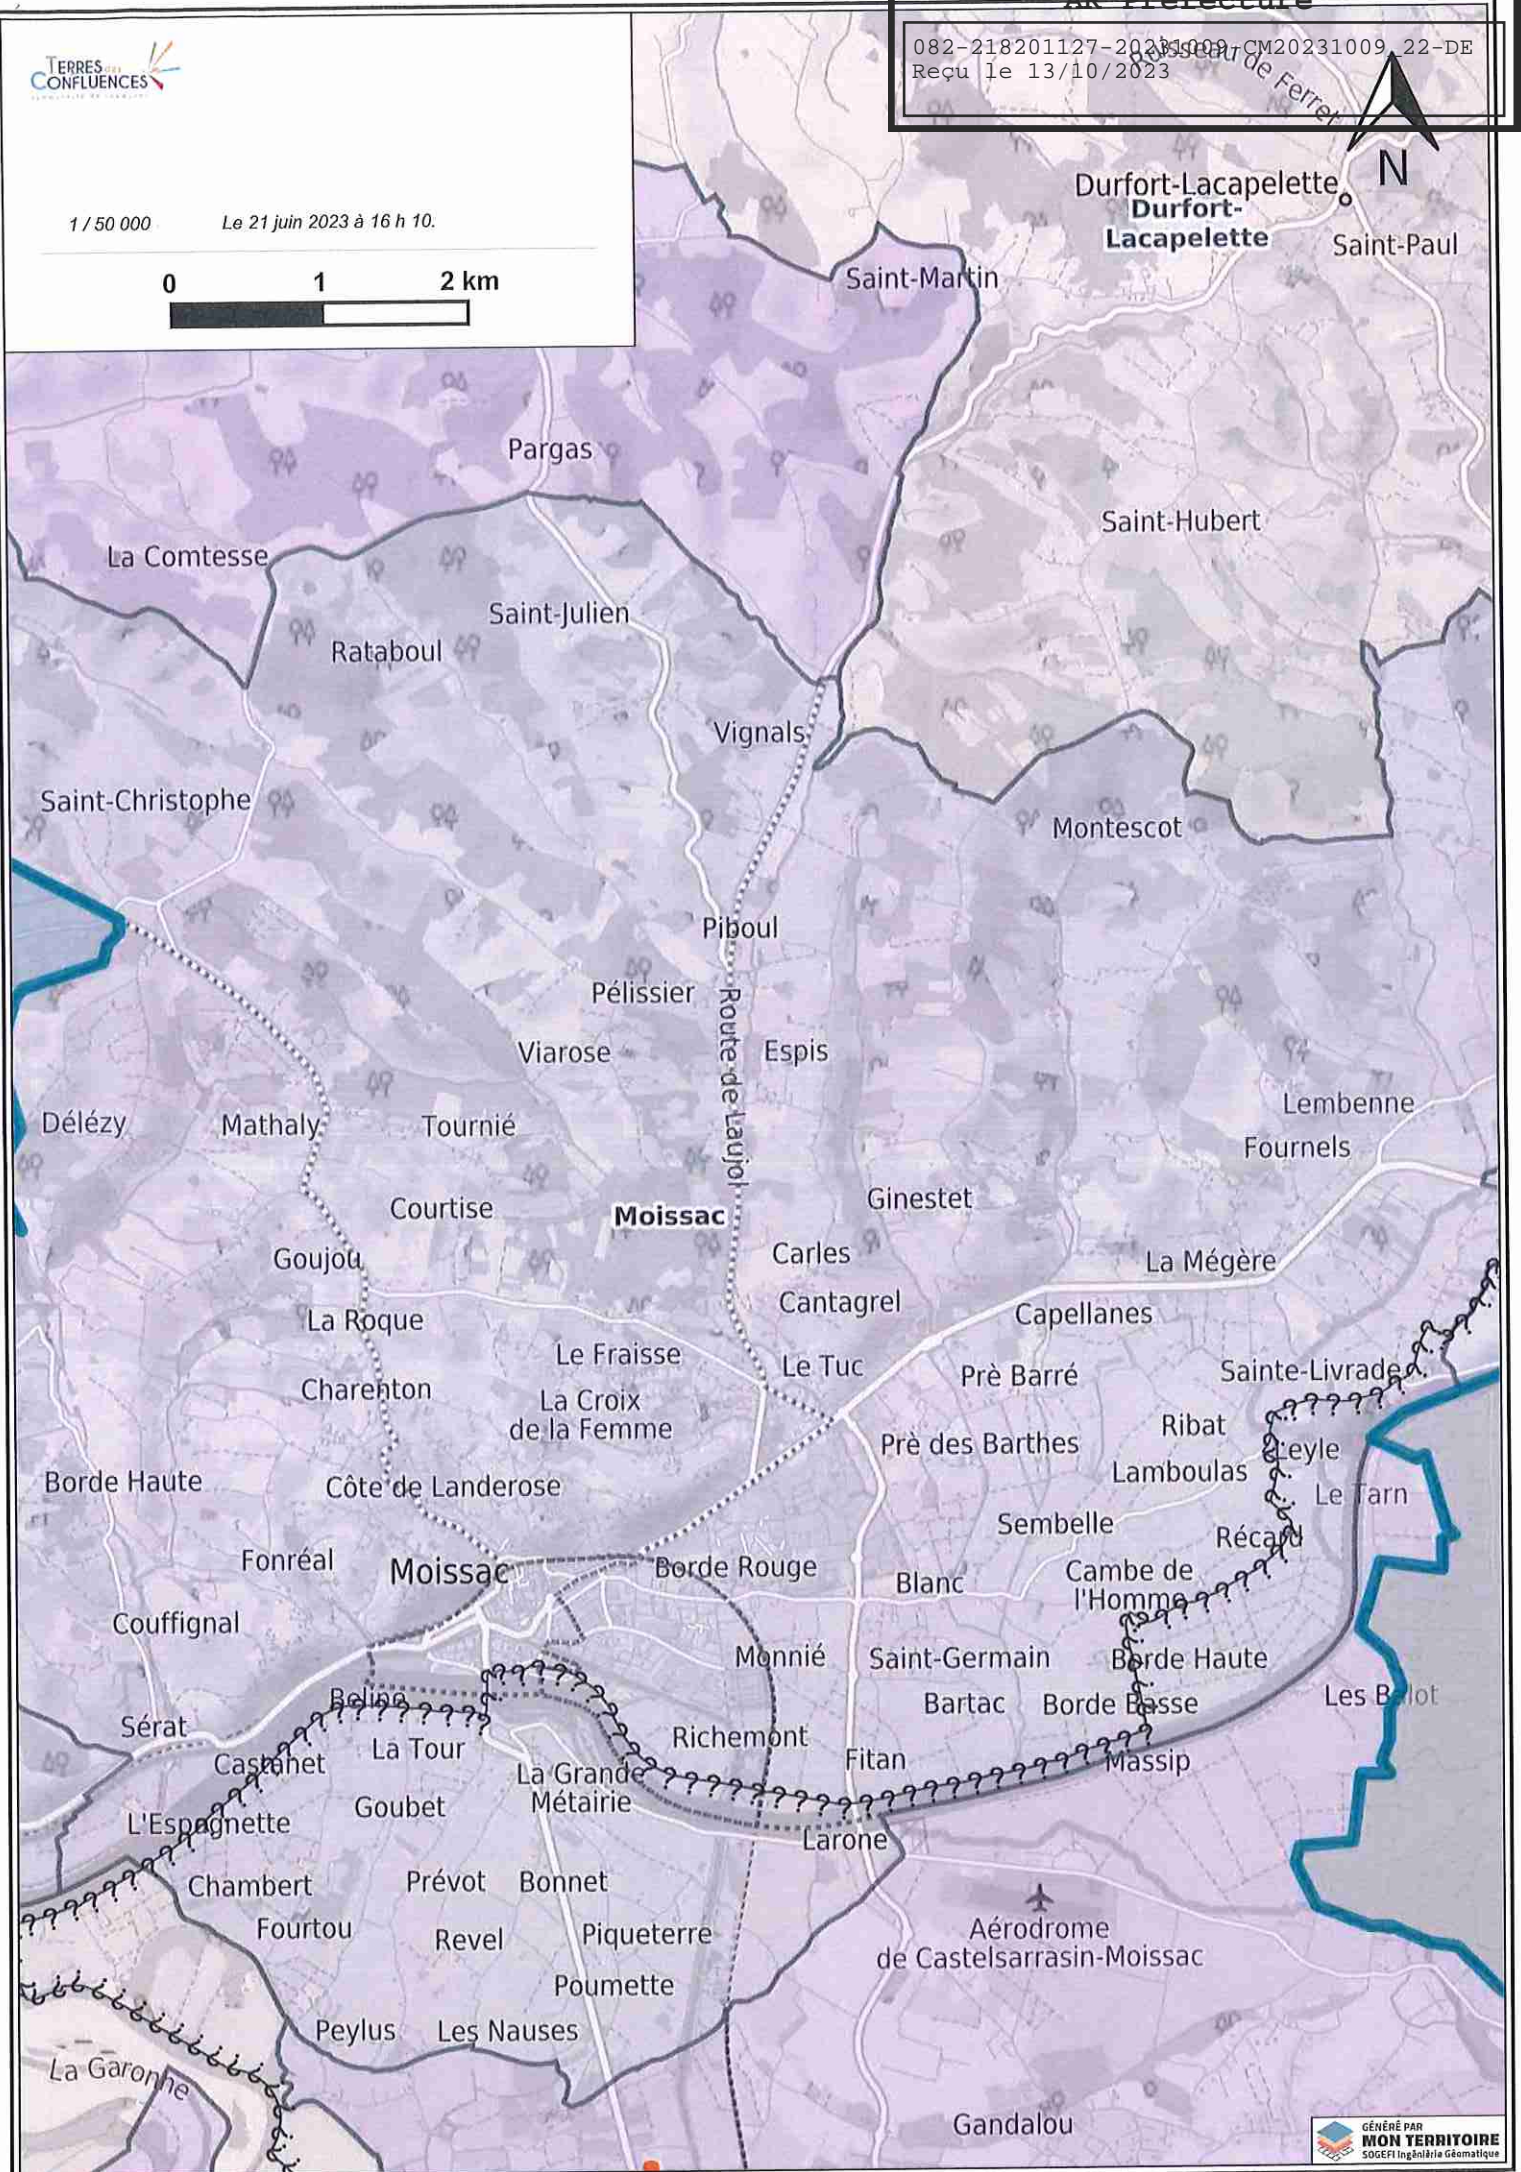 AR Préfecture
082-218201127-20231009-CM20231009_22-DE
Reçu le 13/10/2023
TERRES DES
CONFLUENCES
1 / 50 000
Le 21 juin 2023 à 16 h 10.
0 1 2 km
Ruisseau de Ferret
N
Durfort-Lacapelette
Durfort-
Lacapelette
Saint-Paul
Saint-Martin
Pargas
Saint-Hubert
La Comtesse
Saint-Julien
Rataboul
Vignals
Saint-Christophe
Montescot
Piboul
Pélissier
Route de Laujol
Viarose
Espis
Lembenne
Délézy
Mathaly
Tournié
Fournels
Ginestet
Courtise
Moissac
Carles
Goujou
La Mégère
Cantagrel
Capellanes
La Roque
Le Fraisse
Le Tuc
Prè Barré
Sainte-Livrade
Charenton
La Croix
de la Femme
Ribat
Prè des Barthes
Leyle
Lamboulas
Borde Haute
Côte de Landerose
Le Tarn
Sembelle
Récard
Fonréal
Moissac
Borde Rouge
Blanc
Cambe de
l'Homme
Couffignal
Monnié
Saint-Germain
Borde Haute
Belino
Bartac
Borde Basse
Les Balot
Sérat
Richemont
La Tour
Castanet
Fitan
Massip
La Grande
Métairie
Goubet
L'Espagnette
Larone
Chambert
Prévot
Bonnet
Fourtou
Revel
Piqueterre
Aérodrome
de Castelsarrasin-Moissac
Poumette
Peylus
Les Nauses
La Garonne
Gandalou
GÉNÉRÉ PAR
MON TERRITOIRE
SOGEFI Ingéniérie Géomatique